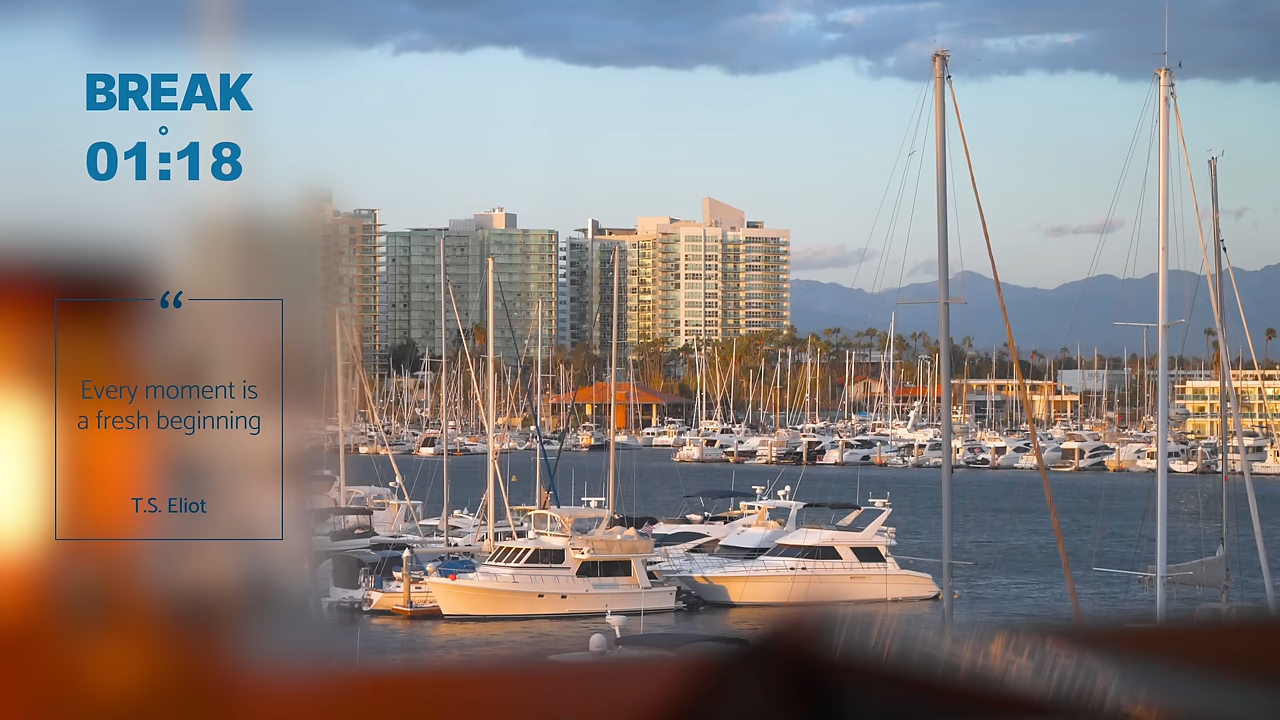 BREAK
01:18
“
Every moment is
a fresh beginning
T.S. Eliot